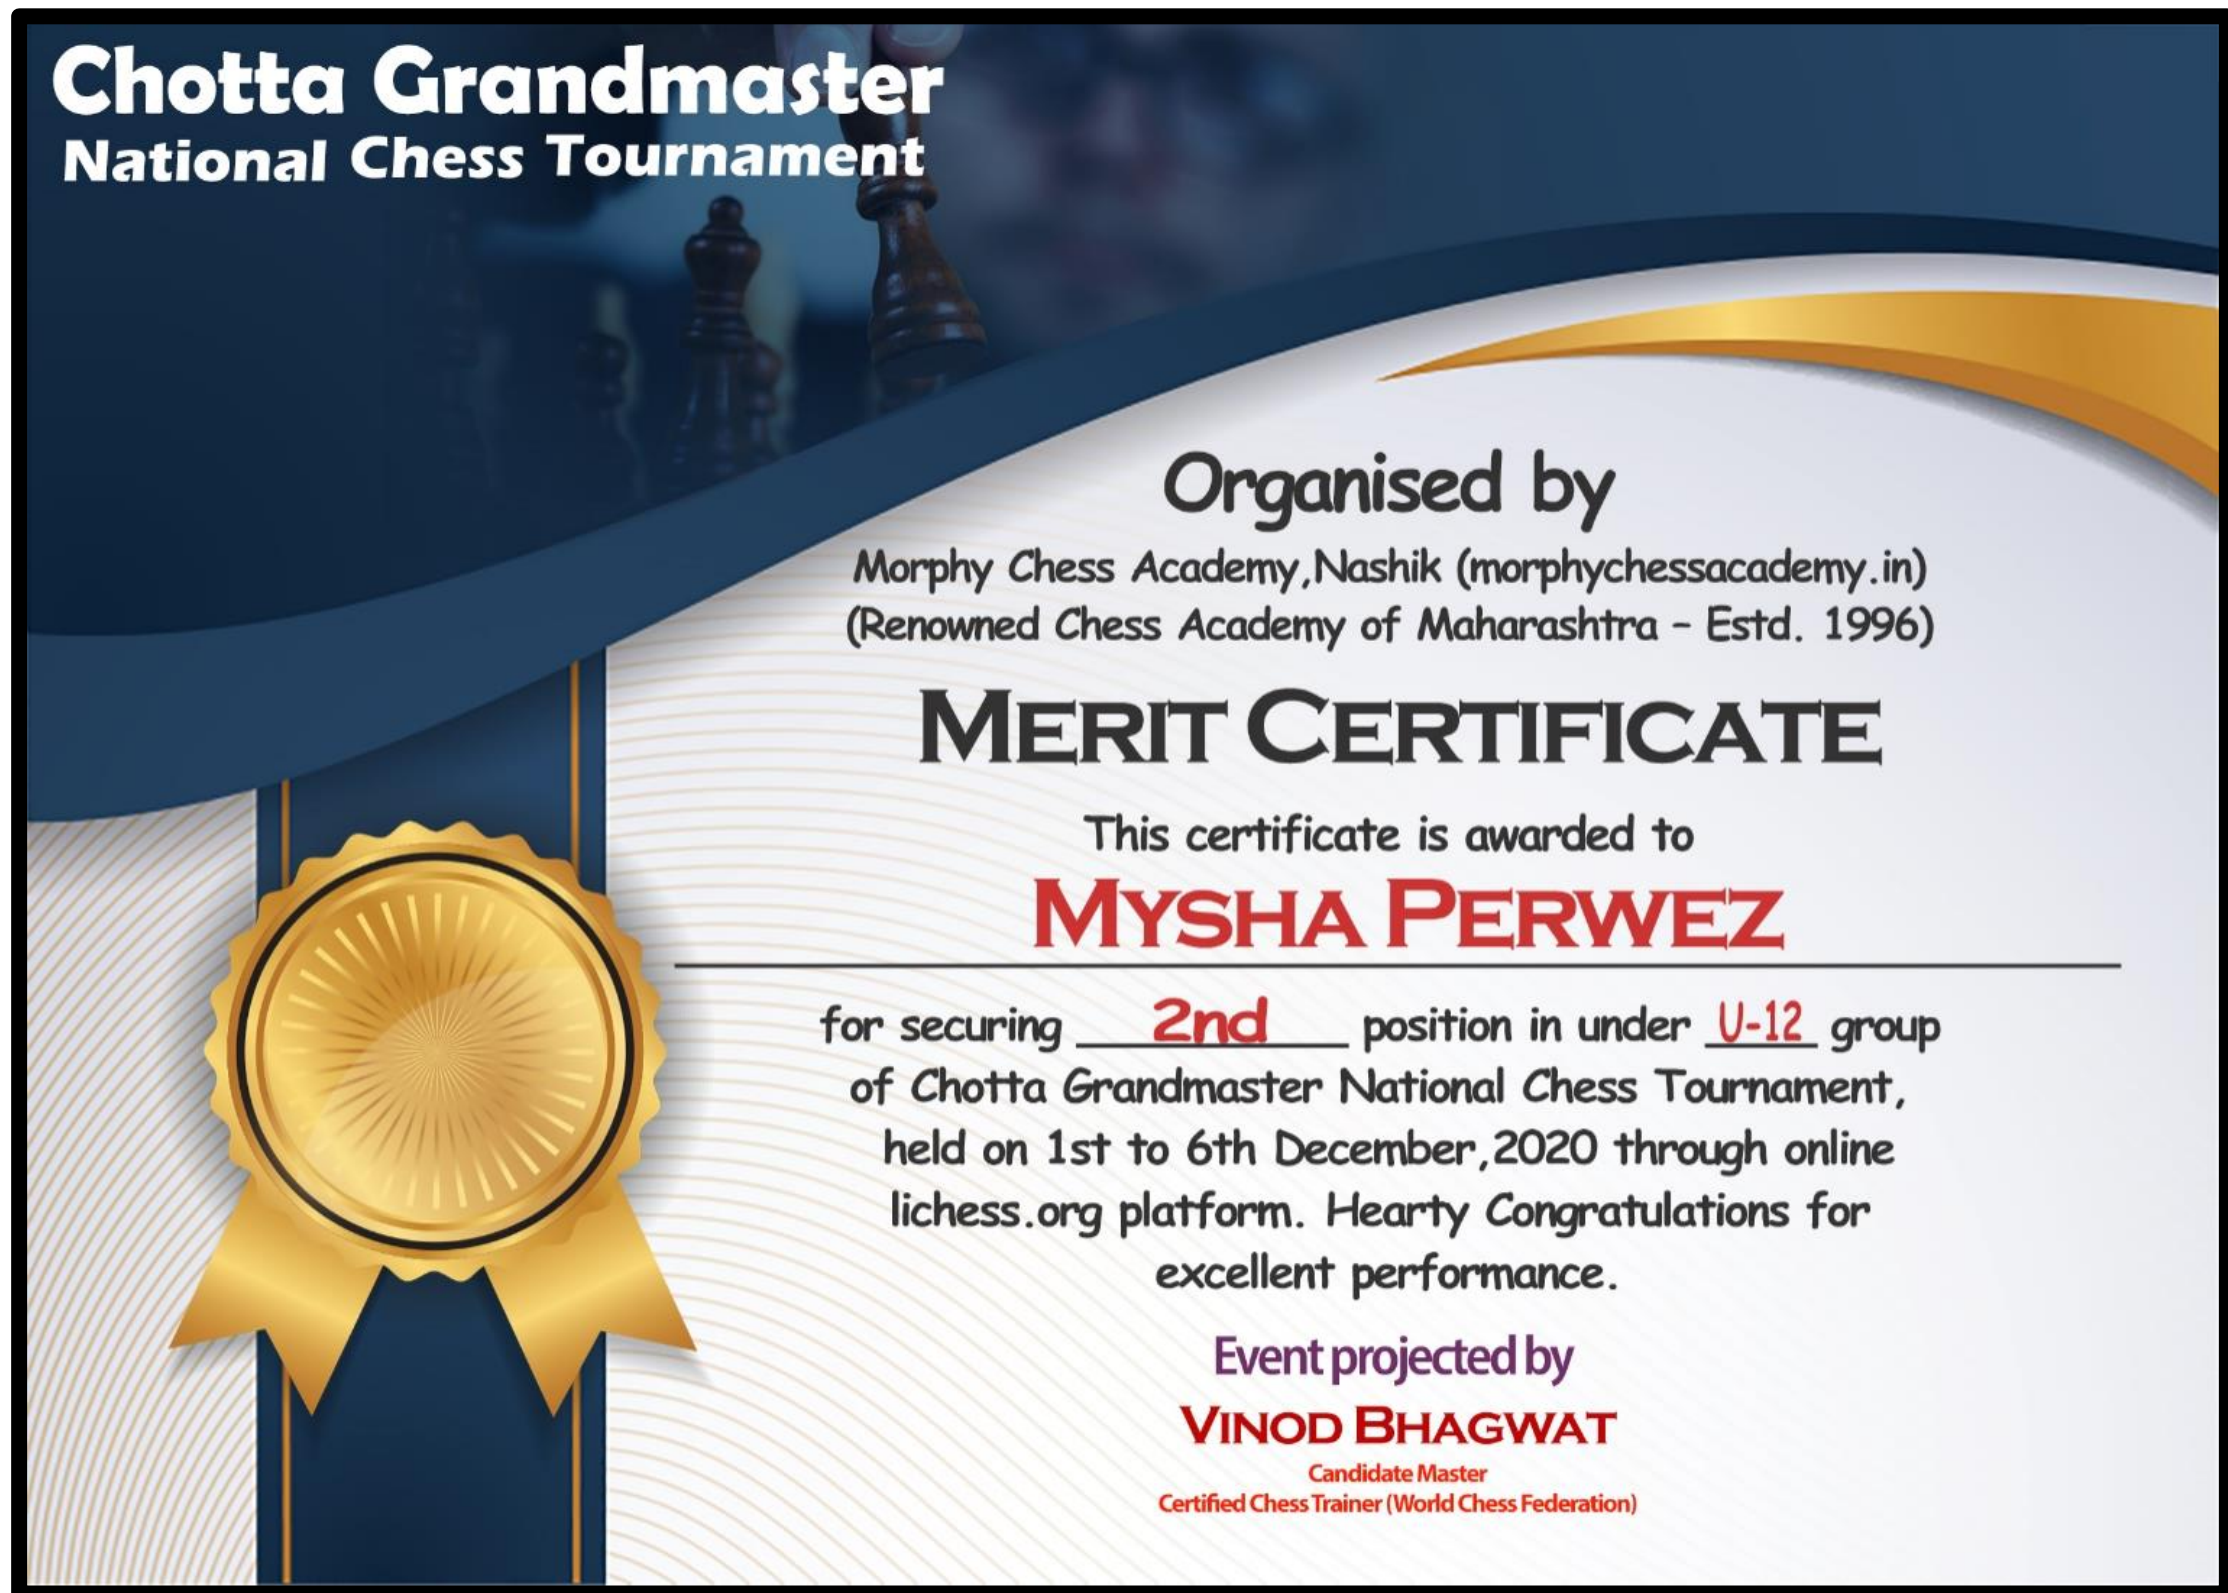 Chotta Grandmaster
National Chess Tournament
Organised by
Morphy Chess Academy,Nashik (morphychessacademy.in)
(Renowned Chess Academy of Maharashtra - Estd. 1996)
MERIT CERTIFICATE
This certificate is awarded to
MYSHA PERWEZ
for securing 2nd position in under U-12 group
of Chotta Grandmaster National Chess Tournament,
held on 1st to 6th December,2020 through online
lichess.org platform. Hearty Congratulations for
excellent performance.
Event projected by
VINOD BHAGWAT
Candidate Master
Certified Chess Trainer (World Chess Federation)